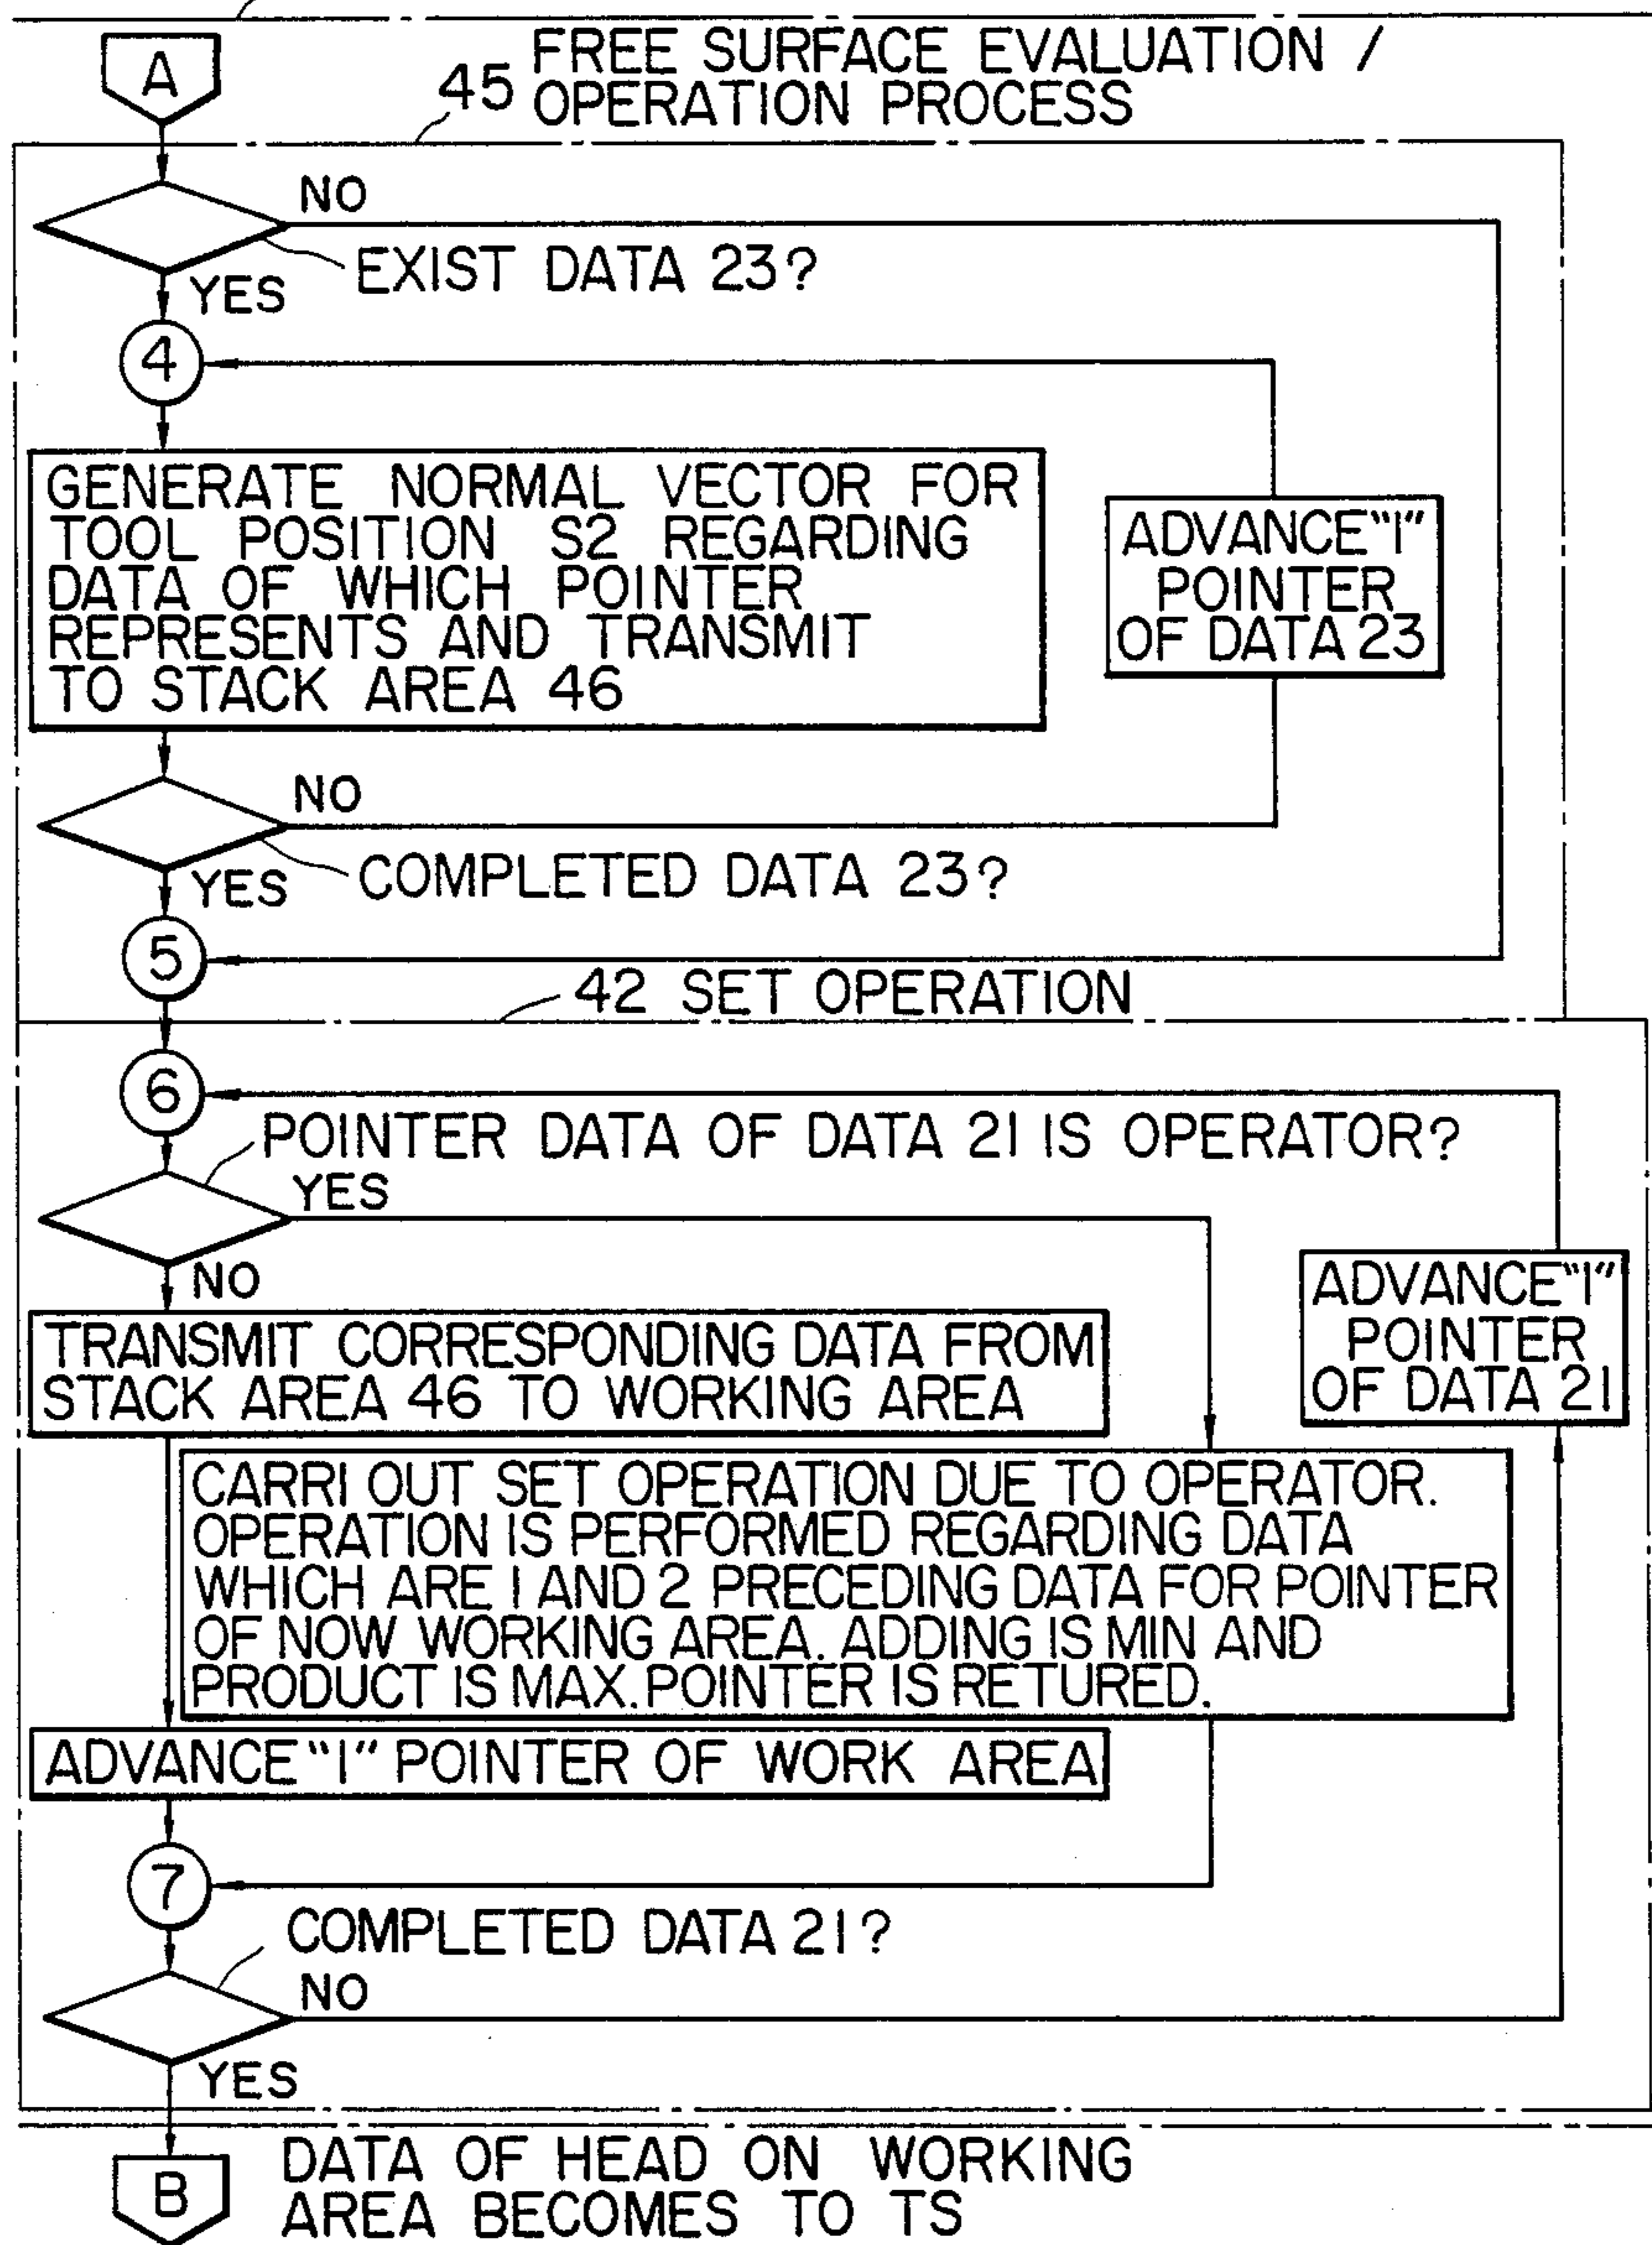 A
FREE SURFACE EVALUATION /
45 OPERATION PROCESS
NO
EXIST DATA 23?
YES
4
GENERATE NORMAL VECTOR FOR
TOOL POSITION S2 REGARDING
DATA OF WHICH POINTER
REPRESENTS AND TRANSMIT
TO STACK AREA 46
ADVANCE "1"
POINTER
OF DATA 23
NO
COMPLETED DATA 23?
YES
5
42 SET OPERATION
6
POINTER DATA OF DATA 21 IS OPERATOR?
YES
NO
TRANSMIT CORRESPONDING DATA FROM
STACK AREA 46 TO WORKING AREA
ADVANCE "1"
POINTER
OF DATA 21
CARRI OUT SET OPERATION DUE TO OPERATOR.
OPERATION IS PERFORMED REGARDING DATA
WHICH ARE 1 AND 2 PRECEDING DATA FOR POINTER
OF NOW WORKING AREA. ADDING IS MIN AND
PRODUCT IS MAX. POINTER IS RETURED.
ADVANCE "1" POINTER OF WORK AREA
7
COMPLETED DATA 21?
NO
YES
B
DATA OF HEAD ON WORKING
AREA BECOMES TO TS